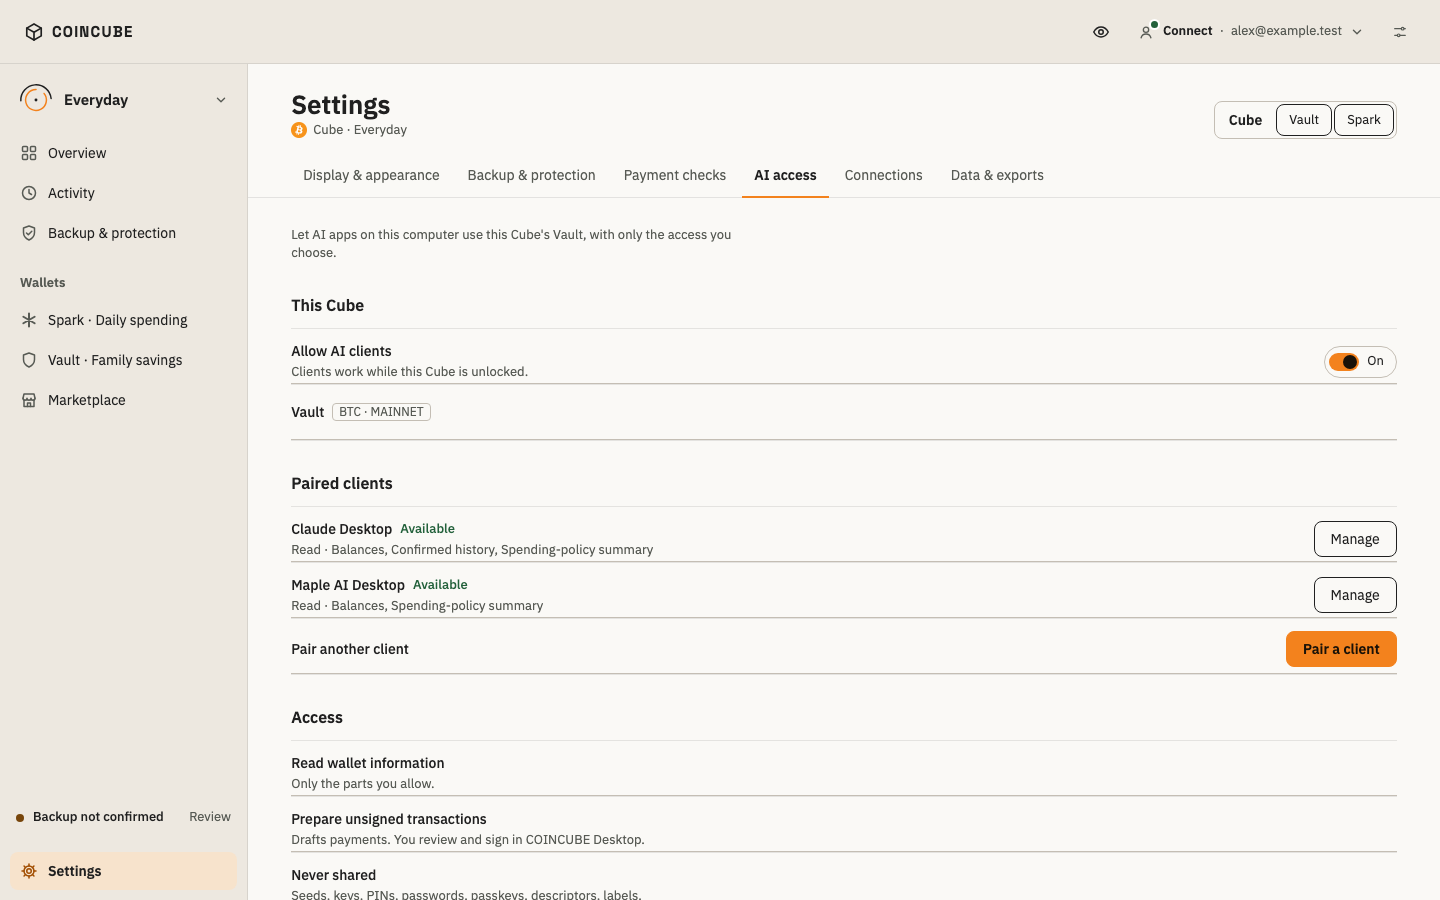 COINCUBE
Connect · alex@example.test
Everyday
Overview
Activity
Backup & protection
Wallets
Spark · Daily spending
Vault · Family savings
Marketplace
Backup not confirmed Review
Settings
Settings
Cube · Everyday
Cube Vault Spark
Display & appearance Backup & protection Payment checks AI access Connections Data & exports
Let AI apps on this computer use this Cube's Vault, with only the access you
choose.
This Cube
Allow AI clients
Clients work while this Cube is unlocked.
On
Vault BTC · MAINNET
Paired clients
Claude Desktop Available
Read · Balances, Confirmed history, Spending-policy summary
Manage
Maple AI Desktop Available
Read · Balances, Spending-policy summary
Manage
Pair another client
Pair a client
Access
Read wallet information
Only the parts you allow.
Prepare unsigned transactions
Drafts payments. You review and sign in COINCUBE Desktop.
Never shared
Seeds, keys, PINs, passwords, passkeys, descriptors, labels.